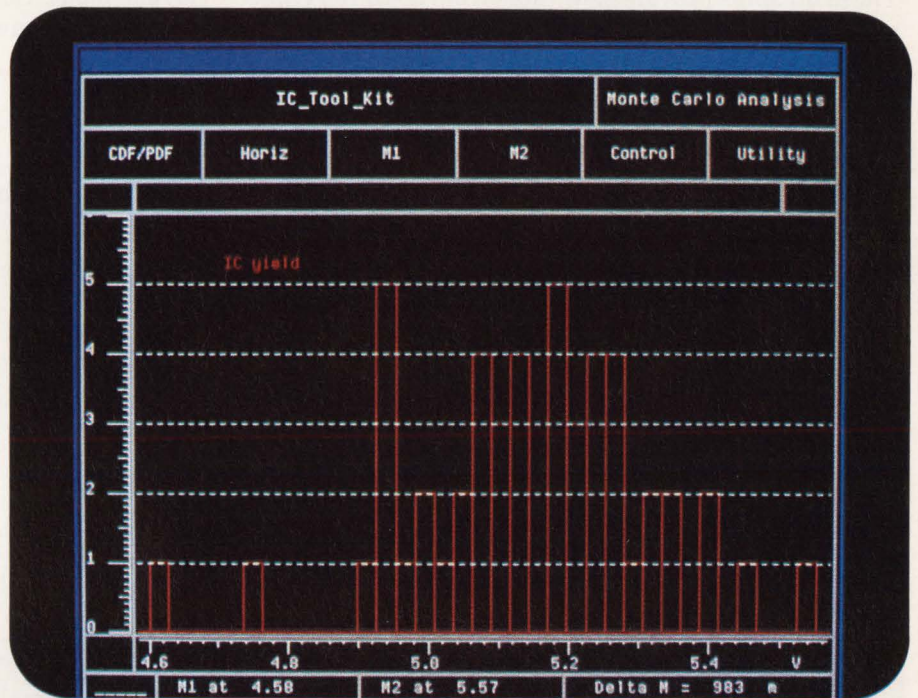 IC_Tool_Kit Monte Carlo Analysis
CDF/PDF Horiz M1 M2 Control Utility
IC yield
5
4
3
2
1
0
4.6 4.8 5.0 5.2 5.4 V
M1 at 4.58 M2 at 5.57 Delta M = 983 m